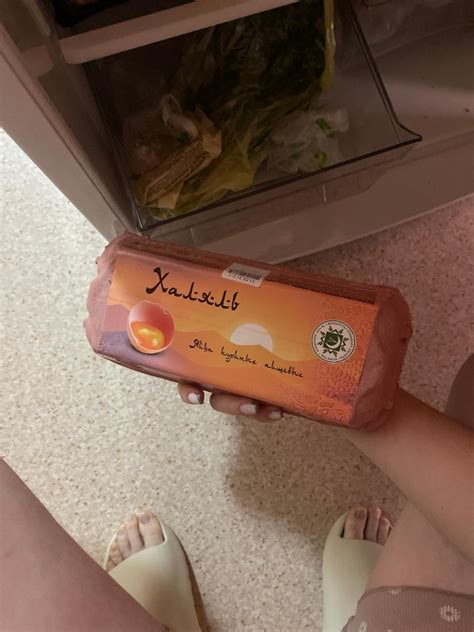 Халяль
Яйца куриные пищевые